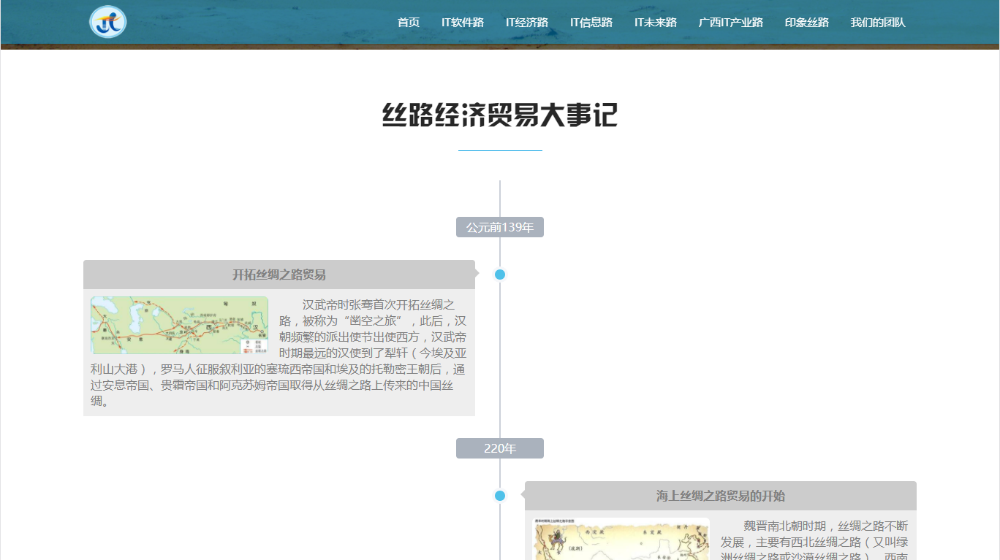 首页 IT软件路 IT经济路 IT信息路 IT未来路 广西IT产业路 印象丝路 我们的团队
丝路经济贸易大事记
公元前139年
开拓丝绸之路贸易
汉武帝时张骞首次开拓丝绸之
路，被称为“凿空之旅”，此后，汉
朝频繁的派出使节出使西方，汉武帝
时期最远的汉使到了犁轩（今埃及亚
利山大港），罗马人征服叙利亚的塞琉西帝国和埃及的托勒密王朝后，通
过安息帝国、贵霜帝国和阿克苏姆帝国取得从丝绸之路上传来的中国丝
绸。
220年
海上丝绸之路贸易的开始
魏晋南北朝时期，丝绸之路不断
发展，主要有西北丝绸之路（又叫绿
洲丝绸之路或沙漠丝绸之路）、西南